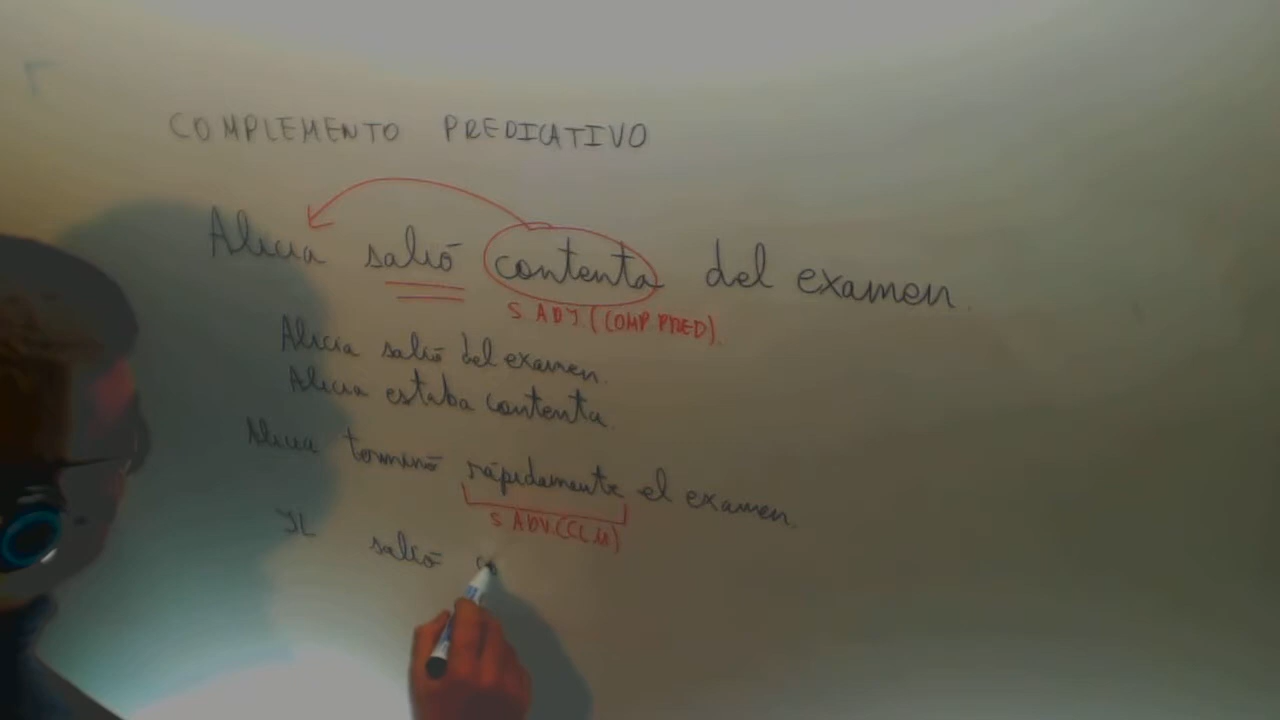 COMPLEMENTO PREDICATIVO
Alicia salió contenta del examen.
S ADJ. (COMP PRED).
Alicia salió del examen.
Alicia estaba contenta.
Alicia terminó rápidamente el examen.
S ADV. (CCM)
salió co